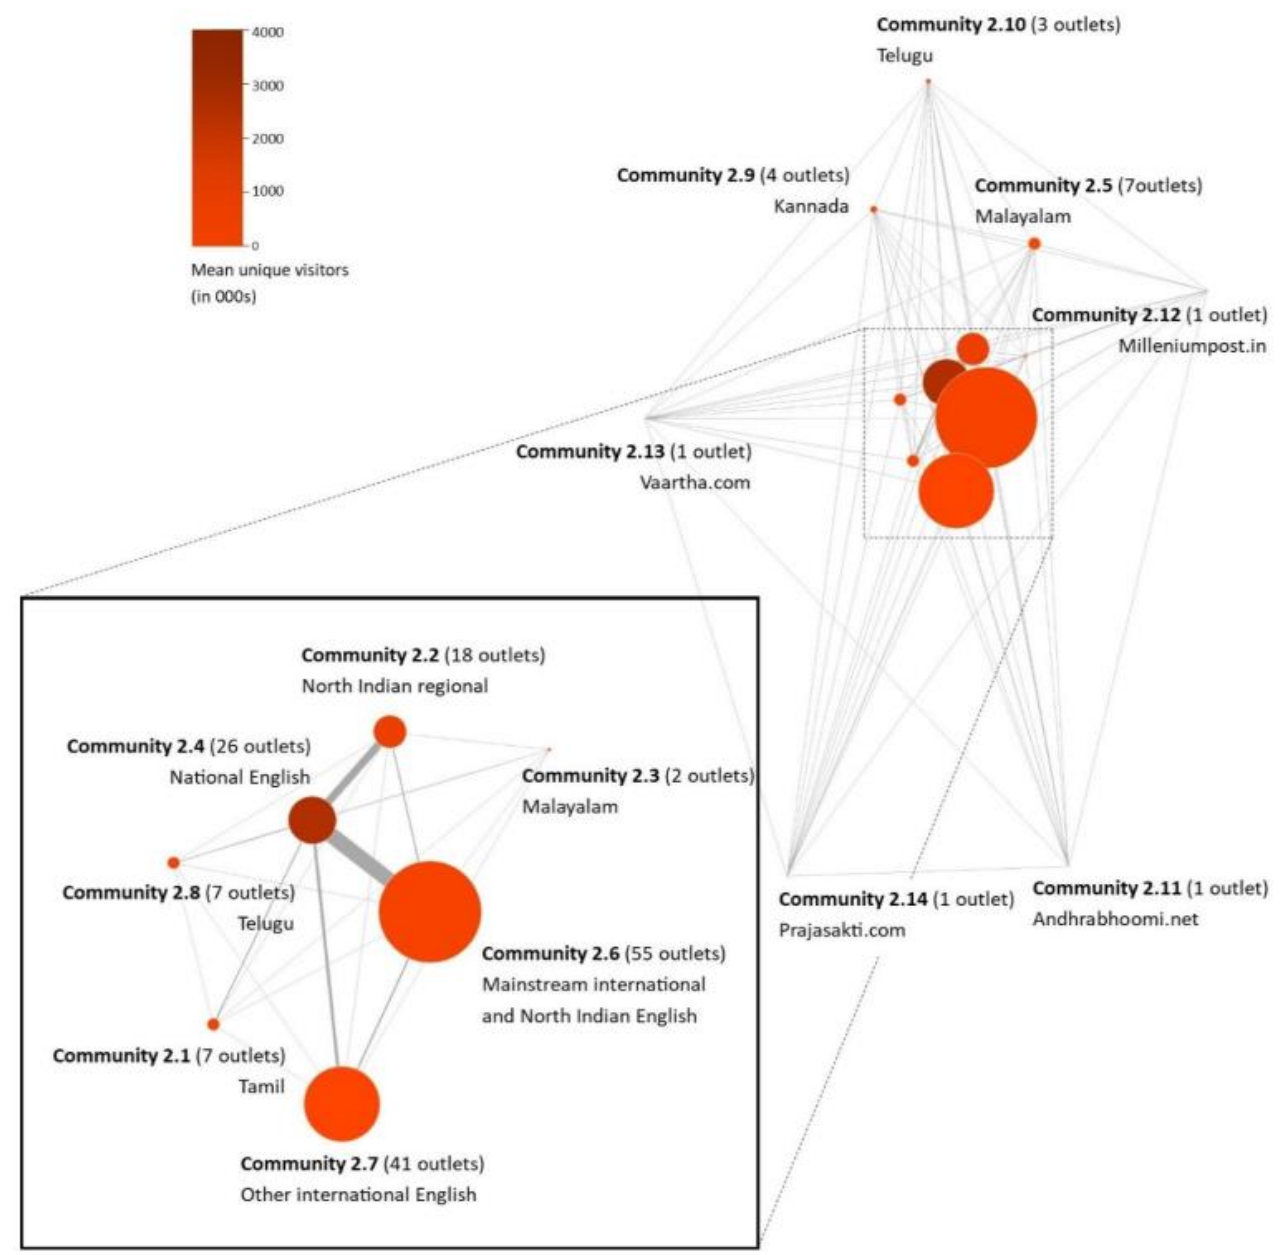 4000
3000
2000
1000
0
Mean unique visitors
(in 000s)
Community 2.10 (3 outlets)
Telugu
Community 2.9 (4 outlets)
Kannada
Community 2.5 (7outlets)
Malayalam
Community 2.12 (1 outlet)
Milleniumpost.in
Community 2.13 (1 outlet)
Vaartha.com
Community 2.2 (18 outlets)
North Indian regional
Community 2.4 (26 outlets)
National English
Community 2.3 (2 outlets)
Malayalam
Community 2.8 (7 outlets)
Telugu
Community 2.6 (55 outlets)
Mainstream international
and North Indian English
Community 2.1 (7 outlets)
Tamil
Community 2.7 (41 outlets)
Other international English
Community 2.14 (1 outlet)
Prajasakti.com
Community 2.11 (1 outlet)
Andhrabhoomi.net